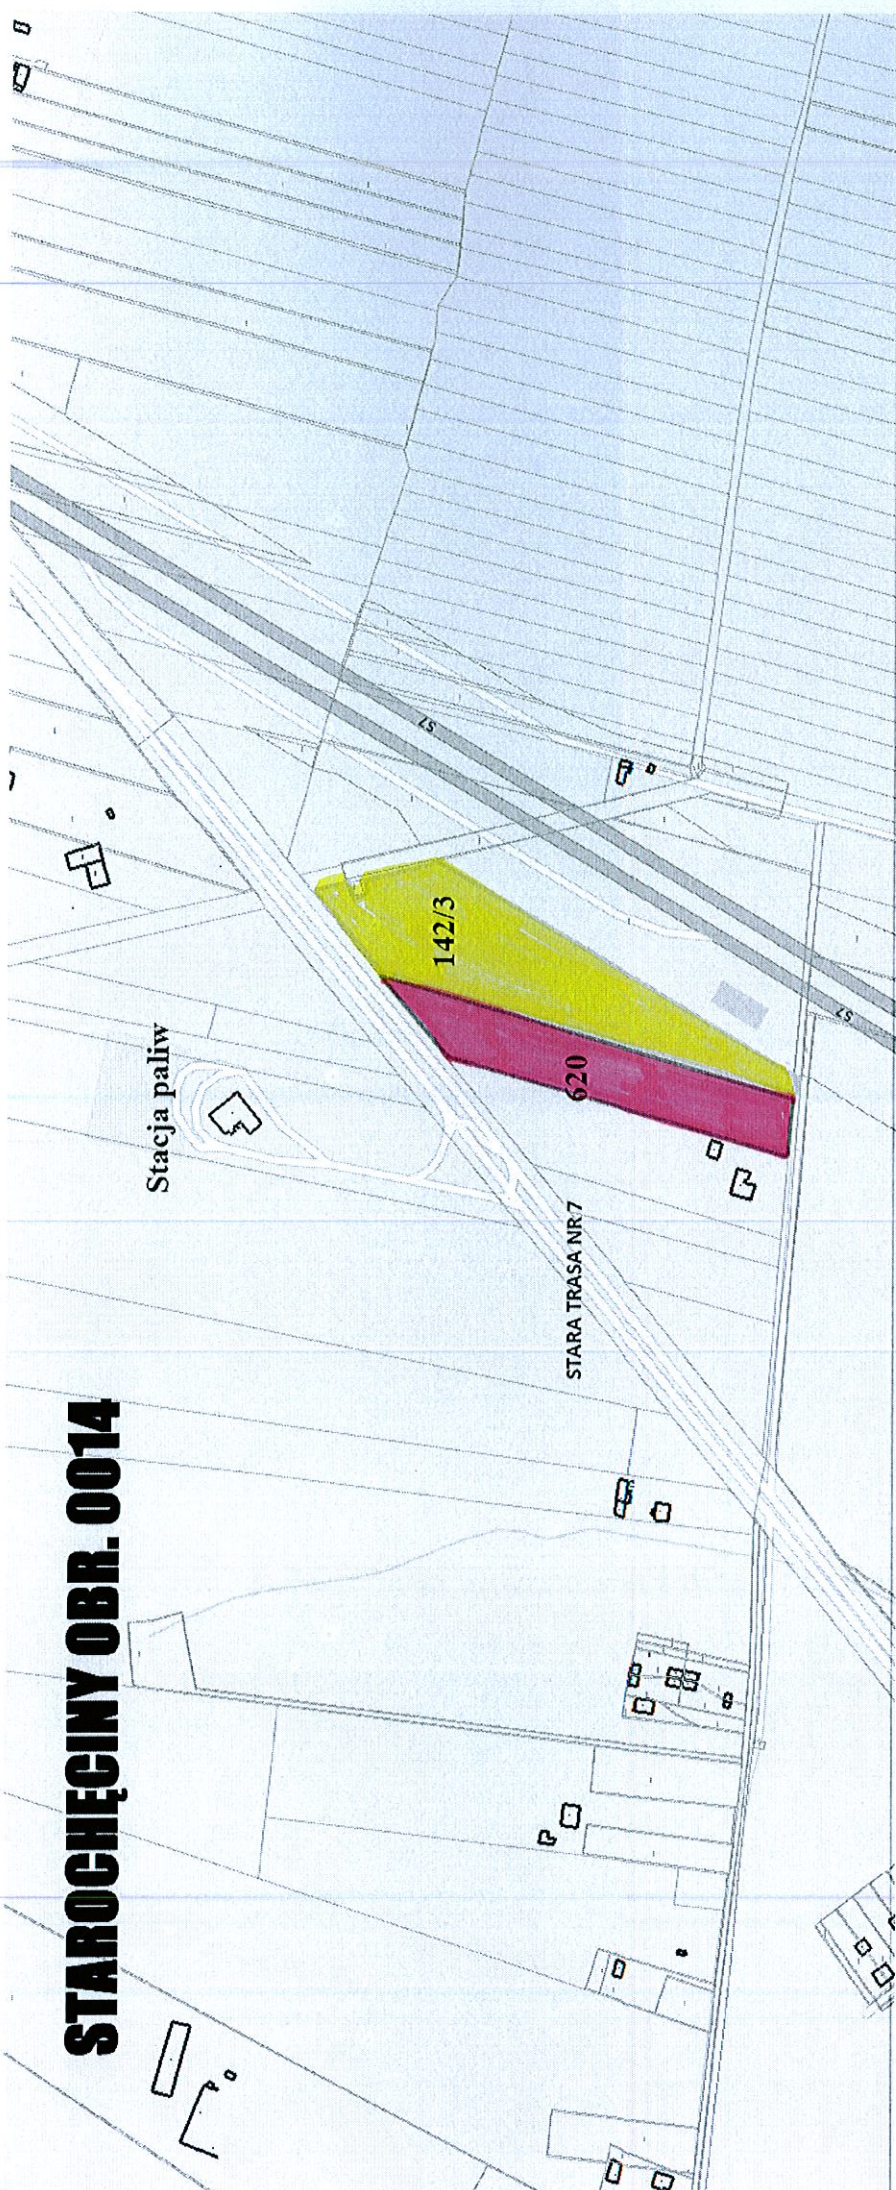 STAROCHĘCINY OBR. 0014
Stacja paliw
STARA TRASA NR 7
620
142/3
S7
S7